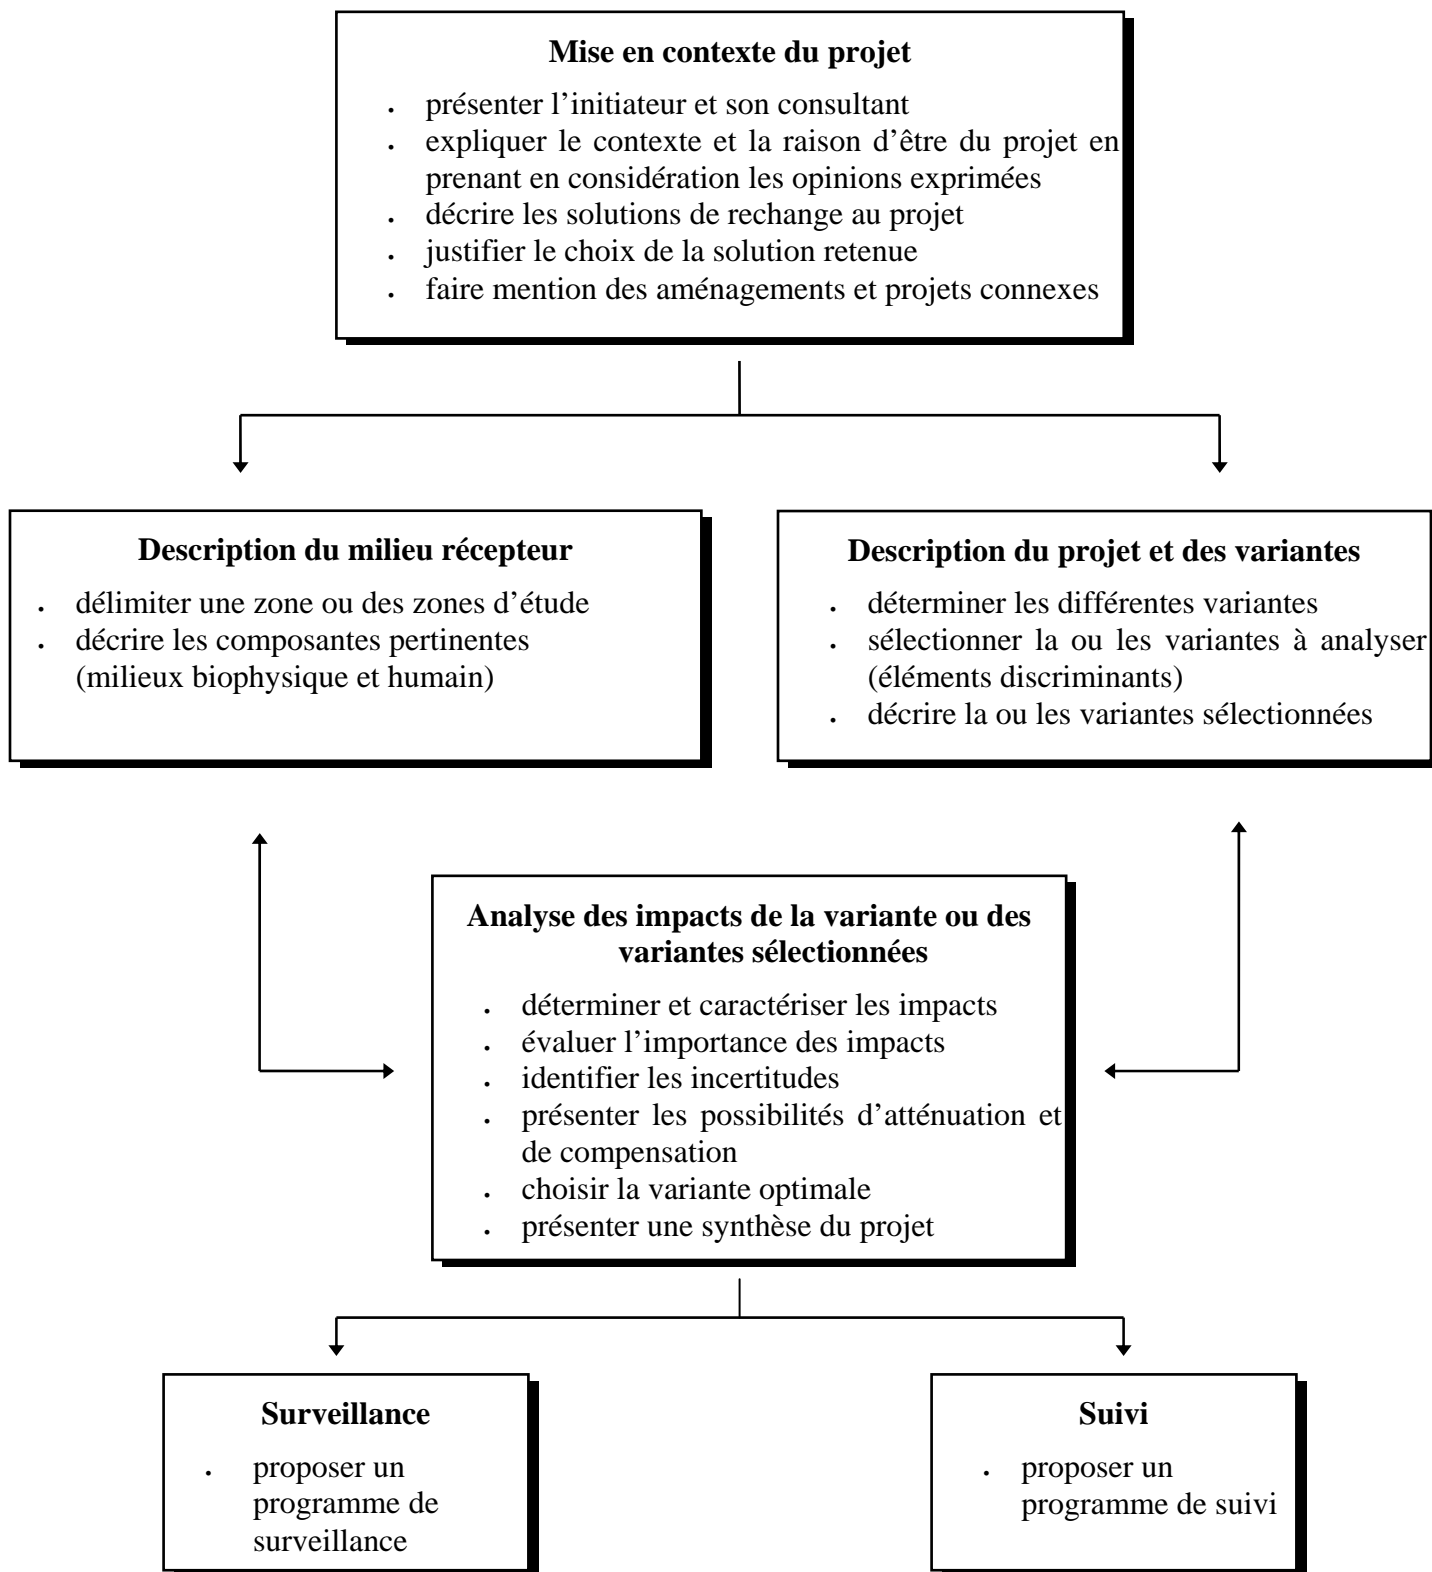 Mise en contexte du projet
. présenter l’initiateur et son consultant
. expliquer le contexte et la raison d’être du projet en
prenant en considération les opinions exprimées
. décrire les solutions de rechange au projet
. justifier le choix de la solution retenue
. faire mention des aménagements et projets connexes
Description du milieu récepteur
. délimiter une zone ou des zones d’étude
. décrire les composantes pertinentes
(milieux biophysique et humain)
Description du projet et des variantes
. déterminer les différentes variantes
. sélectionner la ou les variantes à analyser
(éléments discriminants)
. décrire la ou les variantes sélectionnées
Analyse des impacts de la variante ou des
variantes sélectionnées
. déterminer et caractériser les impacts
. évaluer l’importance des impacts
. identifier les incertitudes
. présenter les possibilités d’atténuation et
de compensation
. choisir la variante optimale
. présenter une synthèse du projet
Surveillance
. proposer un
programme de
surveillance
Suivi
. proposer un
programme de suivi